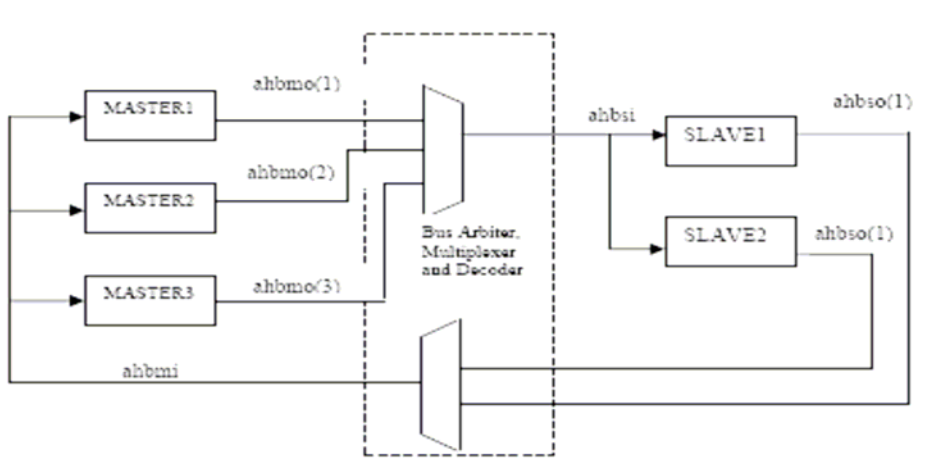 ahbmo(1)
MASTER1
ahbmo(2)
MASTER2
ahbmo(3)
MASTER3
ahbmi
Bus Arbiter,
Multiplexer
and Decoder
ahbsi
SLAVE1
ahbso(1)
SLAVE2
ahbso(1)